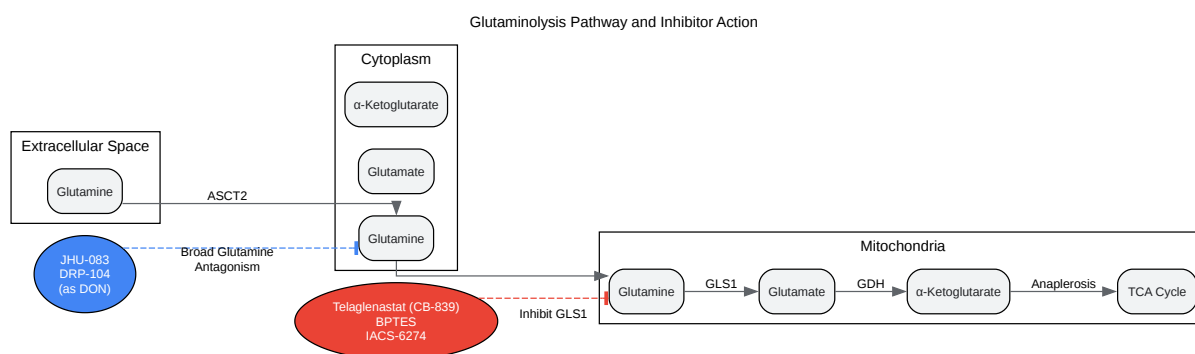 Glutaminolysis Pathway and Inhibitor Action
Cytoplasm
α-Ketoglutarate
Extracellular Space
Glutamate
Glutamine
ASCT2
Glutamine
Broad Glutamine
Antagonism
JHU-083
DRP-104
(as DON)
Mitochondria
Glutamine
GLS1
Glutamate
GDH
α-Ketoglutarate
Anaplerosis
TCA Cycle
Telaglenastat (CB-839)
BPTES
IACS-6274
Inhibit GLS1